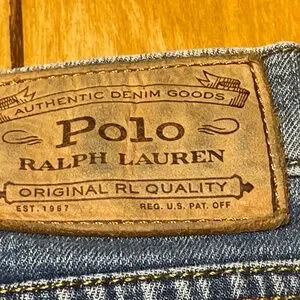 AUTHENTIC DENIM GOODS
Polo
RALPH LAUREN
ORIGINAL RL QUALITY
EST. 1967 REG. U.S. PAT. OFF